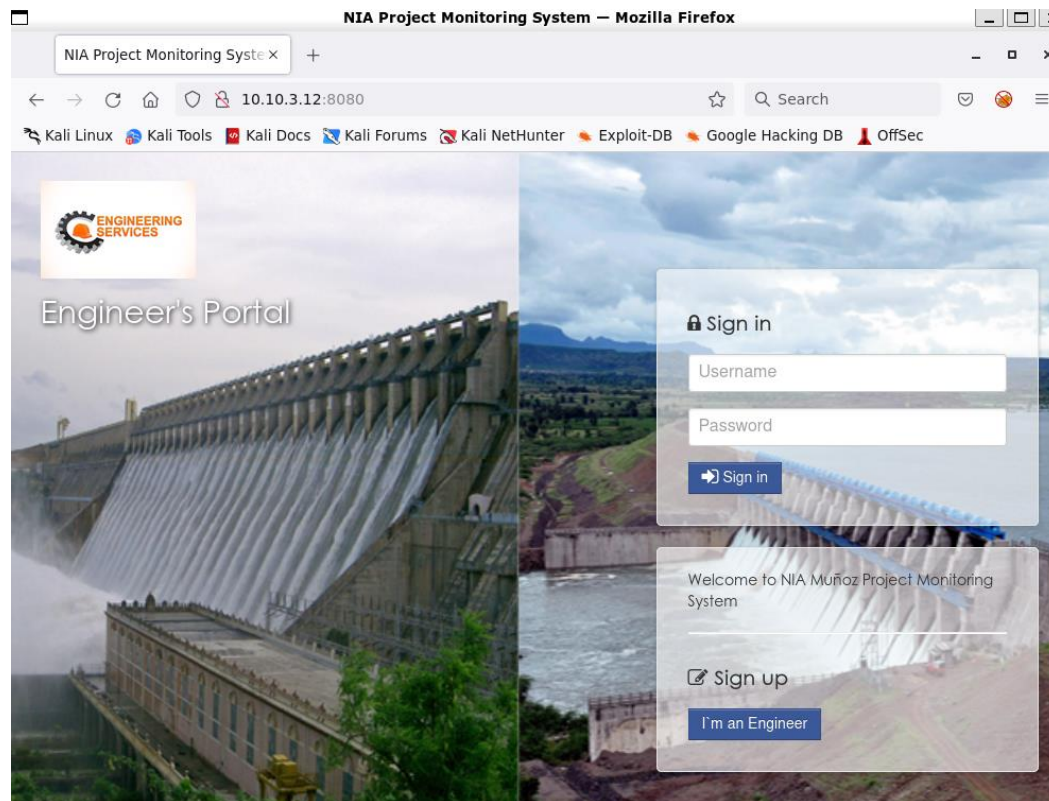 NIA Project Monitoring System — Mozilla Firefox
NIA Project Monitoring Syste
10.10.3.12:8080
Search
Kali Linux Kali Tools Kali Docs Kali Forums Kali NetHunter Exploit-DB Google Hacking DB OffSec
ENGINEERING
SERVICES
Engineer's Portal
Sign in
Username
Password
Sign in
Welcome to NIA Muñoz Project Monitoring
System
Sign up
I`m an Engineer